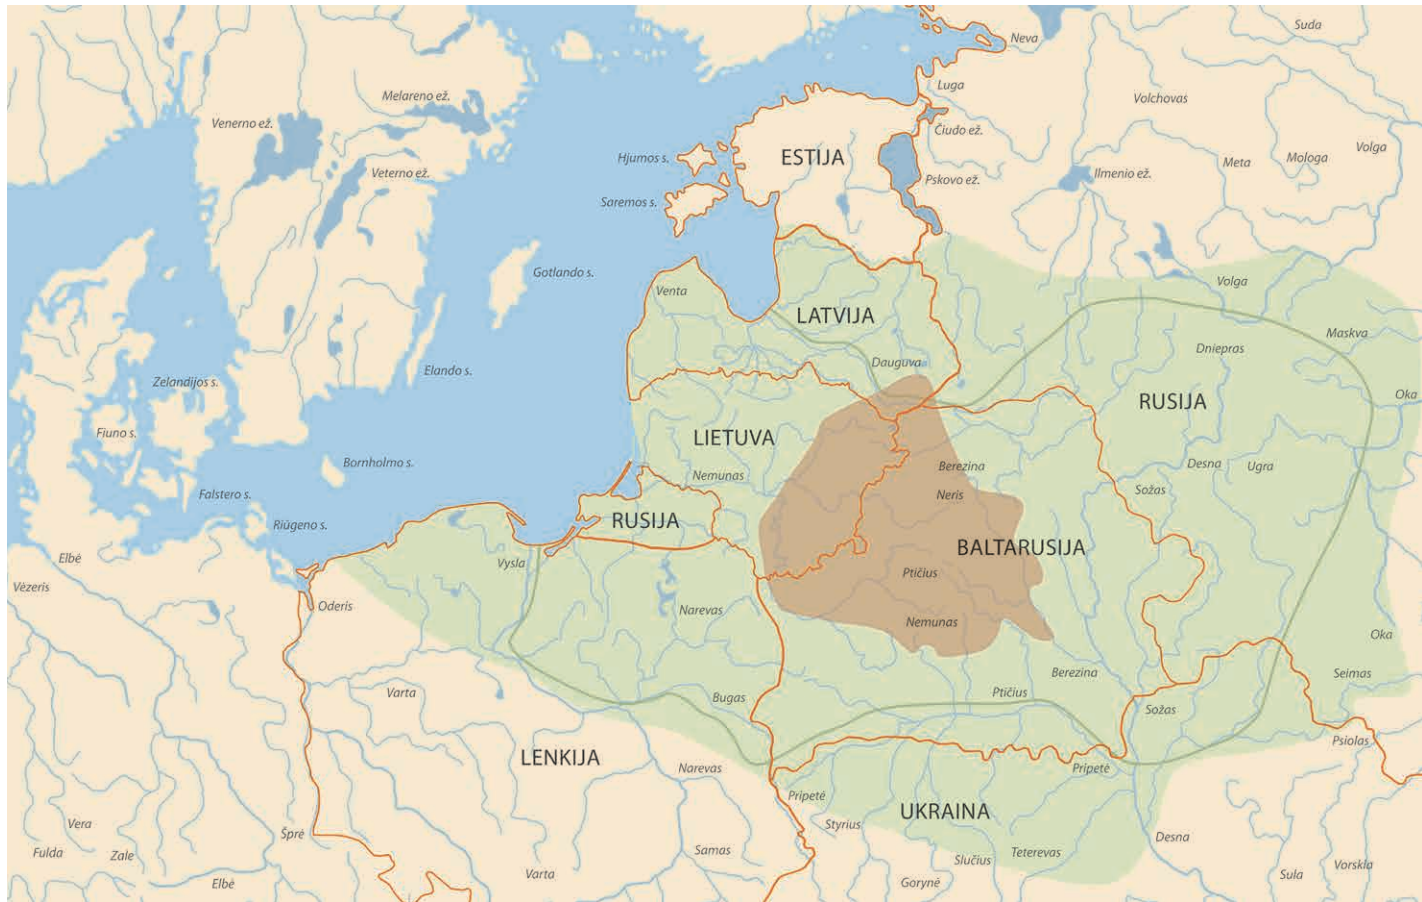 Suda
Neva
Luga
Melareno ež.
Volchovas
Venerno ež.
Čiudo ež.
Volga
Hjumos s.
ESTIJA
Meta
Mologa
Veterno ež.
Pskovo ež.
Ilmenio ež.
Saremos s.
Gotlando s.
Volga
Venta
LATVIJA
Maskva
Dniepras
Dauguva
Elando s.
Zelandijos s.
Oka
RUSIJA
Fiuno s.
LIETUVA
Bornholmo s.
Berezina
Desna
Ugra
Nemunas
Falstero s.
Neris
Sožas
Riūgeno s.
RUSIJA
BALTARUSIJA
Elbė
Vysla
Ptičius
Vėzeris
Oderis
Narevas
Nemunas
Oka
Berezina
Seimas
Varta
Bugas
Ptičius
Sožas
LENKIJA
Narevas
Pripetė
Psiolas
Pripetė
UKRAINA
Vera
Šprė
Styrius
Desna
Fulda
Zale
Samas
Slučius
Teterevas
Vorskla
Elbė
Varta
Gorynė
Sula